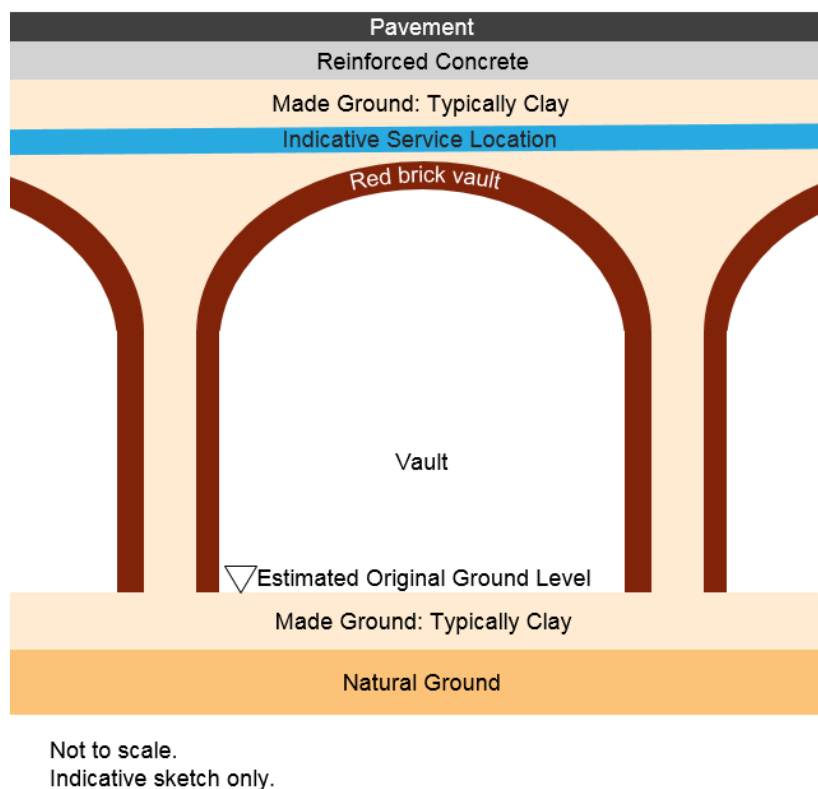 Pavement
Reinforced Concrete
Made Ground: Typically Clay
Indicative Service Location
Red brick vault
Vault
Estimated Original Ground Level
Made Ground: Typically Clay
Natural Ground
Not to scale.
Indicative sketch only.